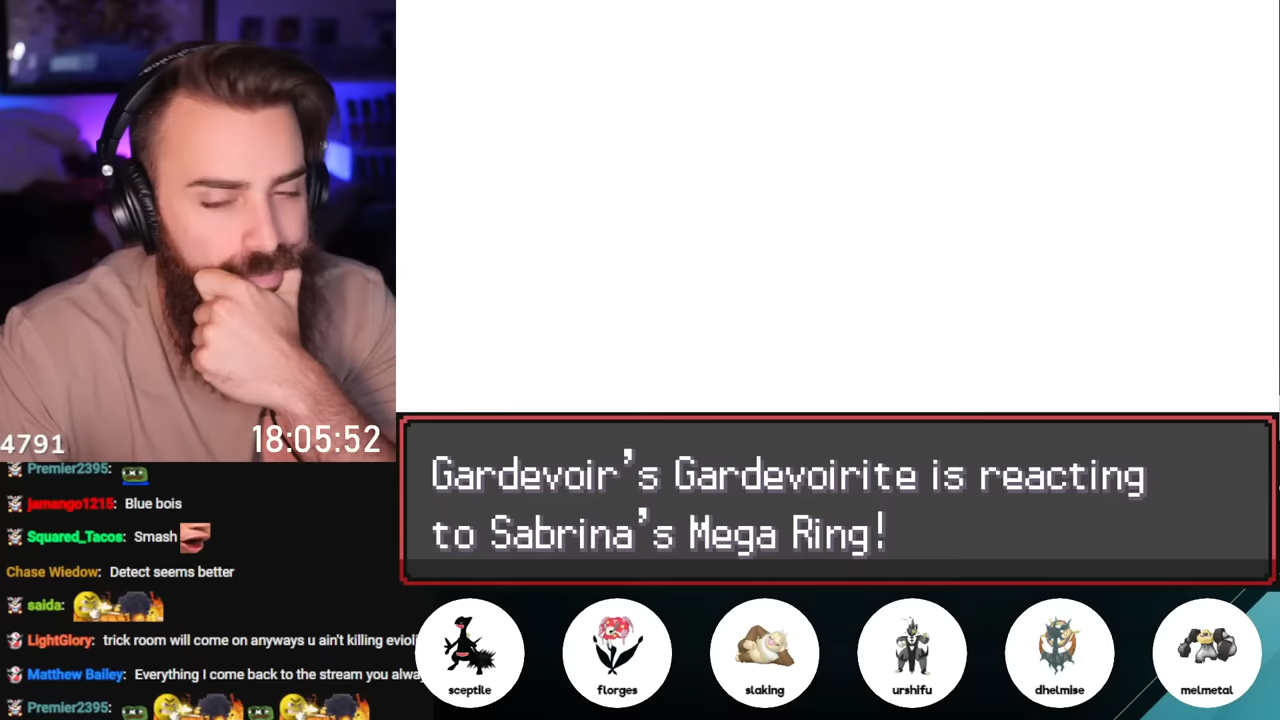 4791
18:05:52
Premier2395:
jamango1215: Blue bois
Squared_Tacos: Smash
Chase Wiedow: Detect seems better
saida:
LightGlory: trick room will come on anyways u ain't killing evioli
Matthew Bailey: Everything I come back to the stream you alwa
Premier2395:
Gardevoir's Gardevoirite is reacting
to Sabrina's Mega Ring!
sceptile
florges
slaking
urshifu
dhelmise
melmetal